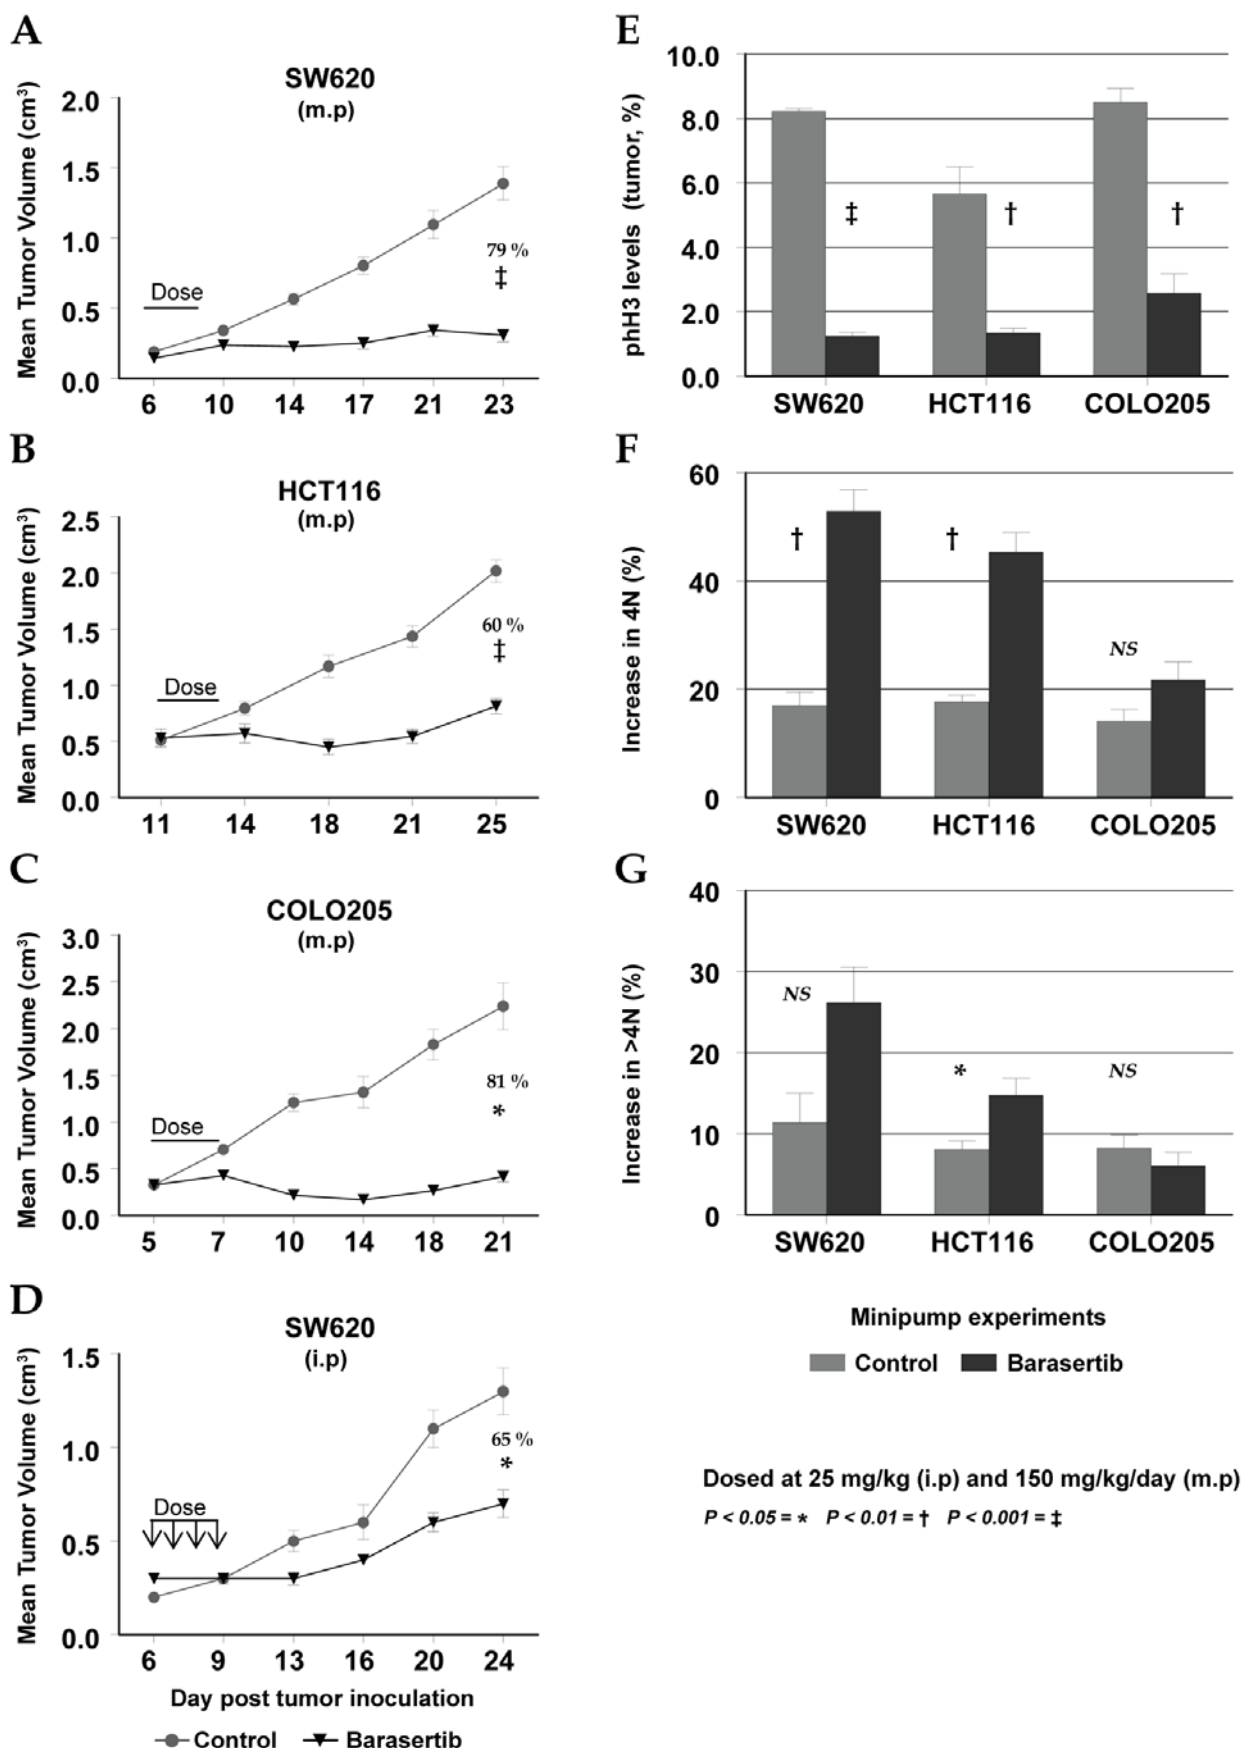 A
SW620
(m.p)
Mean Tumor Volume (cm³)
2.0
1.5
1.0
0.5
0.0
Dose
79 %
‡
6 10 14 17 21 23
B
HCT116
(m.p)
Mean Tumor Volume (cm³)
2.5
2.0
1.5
1.0
0.5
0.0
Dose
60 %
‡
11 14 18 21 25
C
COLO205
(m.p)
Mean Tumor Volume (cm³)
3.0
2.5
2.0
1.5
1.0
0.5
0.0
Dose
81 %
*
5 7 10 14 18 21
D
SW620
(i.p)
Mean Tumor Volume (cm³)
1.5
1.0
0.5
0.0
Dose
65 %
*
6 9 13 16 20 24
Day post tumor inoculation
Control Barasertib
E
phH3 levels (tumor, %)
10.0
8.0
6.0
4.0
2.0
0.0
‡ † †
SW620 HCT116 COLO205
F
Increase in 4N (%)
60
40
20
0
† † NS
SW620 HCT116 COLO205
G
Increase in >4N (%)
40
30
20
10
0
NS * NS
SW620 HCT116 COLO205
Minipump experiments
Control Barasertib
Dosed at 25 mg/kg (i.p) and 150 mg/kg/day (m.p)
P < 0.05 = * P < 0.01 = † P < 0.001 = ‡